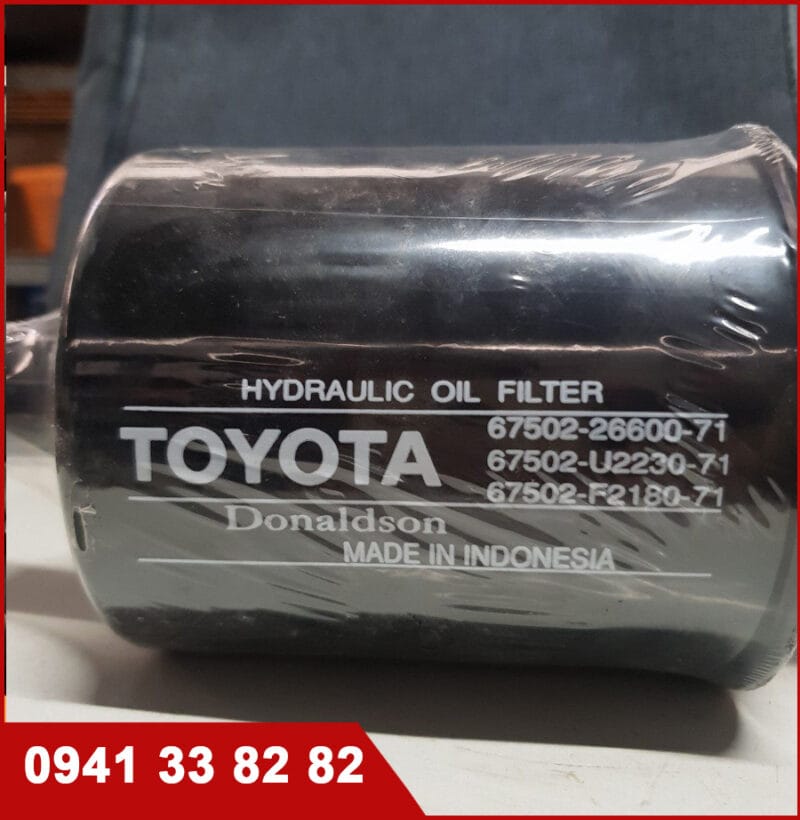 HYDRAULIC OIL FILTER
TOYOTA
67502-26600-71
67502-U2230-71
67502-F2180-71
Donaldson
MADE IN INDONESIA
0941 33 82 82